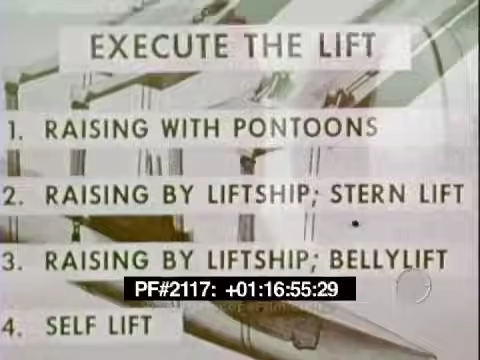 EXECUTE THE LIFT
1. RAISING WITH PONTOONS
2. RAISING BY LIFTSHIP; STERN LIFT
3. RAISING BY LIFTSHIP; BELLYLIFT
PF#2117: +01:16:55:29
4. SELF LIFT